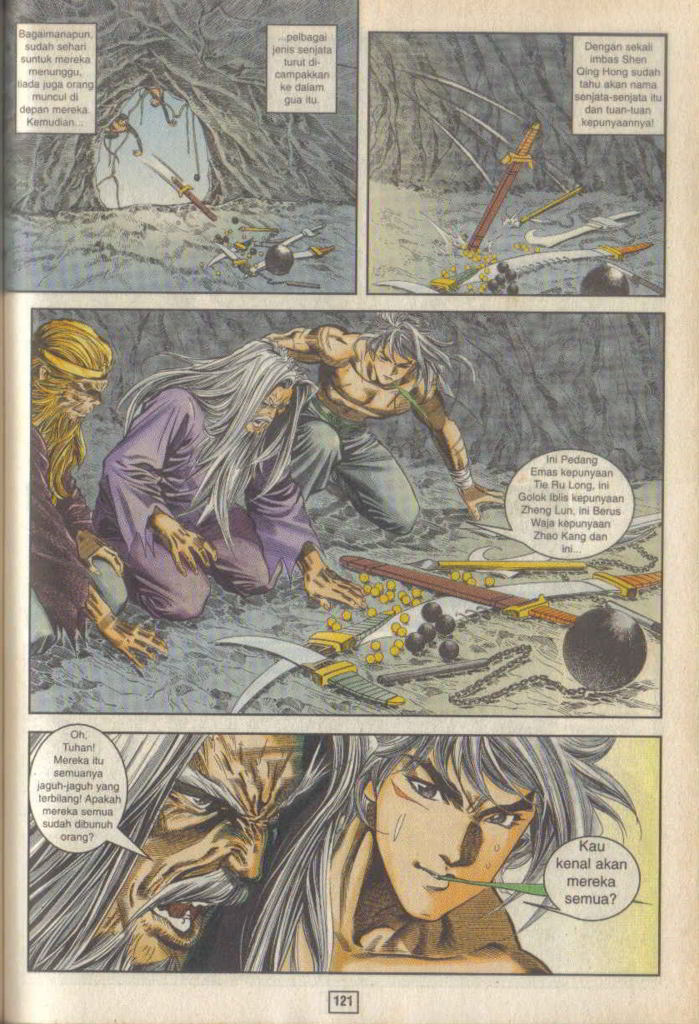 Bagaimanapun,
sudah sehari
suntuk mereka
menunggu,
tiada juga orang
muncul di
depan mereka.
Kemudian...
...pelbagai
jenis senjata
turut di-
campakkan
ke dalam
gua itu.
Dengan sekali
imbas Shen
Qing Hong sudah
tahu akan nama
senjata-senjata itu
dan tuan-tuan
kepunyaannya!
Ini Pedang
Emas kepunyaan
Tie Ru Long, ini
Golok Iblis kepunyaan
Zheng Lun, ini Berus
Waja kepunyaan
Zhao Kang dan
ini...
Oh,
Tuhan!
Mereka itu
semuanya
jaguh-jaguh yang
terbilang! Apakah
mereka semua
sudah dibunuh
orang?
Kau
kenal akan
mereka
semua?
121